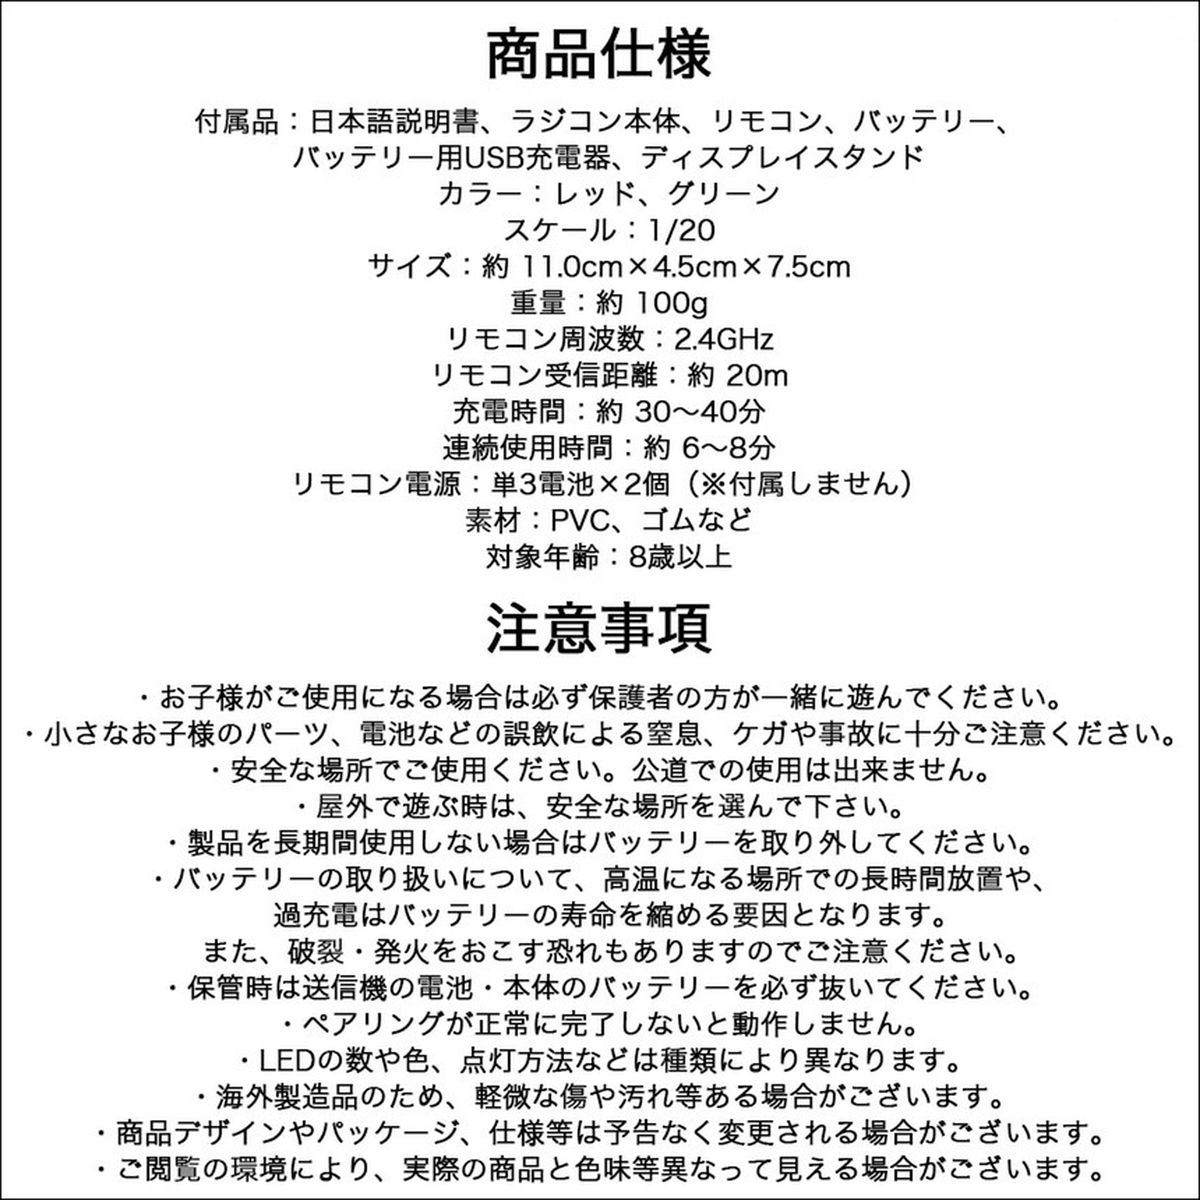 商品仕様
付属品：日本語説明書、ラジコン本体、リモコン、バッテリー、
バッテリー用USB充電器、ディスプレイスタンド
カラー：レッド、グリーン
スケール：1/20
サイズ：約 11.0cm×4.5cm×7.5cm
重量：約 100g
リモコン周波数：2.4GHz
リモコン受信距離：約 20m
充電時間：約 30～40分
連続使用時間：約 6～8分
リモコン電源：単3電池×2個（※付属しません）
素材：PVC、ゴムなど
対象年齢：8歳以上
注意事項
・お子様がご使用になる場合は必ず保護者の方が一緒に遊んでください。
・小さなお子様のパーツ、電池などの誤飲による窒息、ケガや事故に十分ご注意ください。
・安全な場所でご使用ください。公道での使用は出来ません。
・屋外で遊ぶ時は、安全な場所を選んで下さい。
・製品を長期間使用しない場合はバッテリーを取り外してください。
・バッテリーの取り扱いについて、高温になる場所での長時間放置や、
過充電はバッテリーの寿命を縮める要因となります。
また、破裂・発火をおこす恐れもありますのでご注意ください。
・保管時は送信機の電池・本体のバッテリーを必ず抜いてください。
・ペアリングが正常に完了しないと動作しません。
・LEDの数や色、点灯方法などは種類により異なります。
・海外製造品のため、軽微な傷や汚れ等ある場合がございます。
・商品デザインやパッケージ、仕様等は予告なく変更される場合がございます。
・ご閲覧の環境により、実際の商品と色味等異なって見える場合がございます。